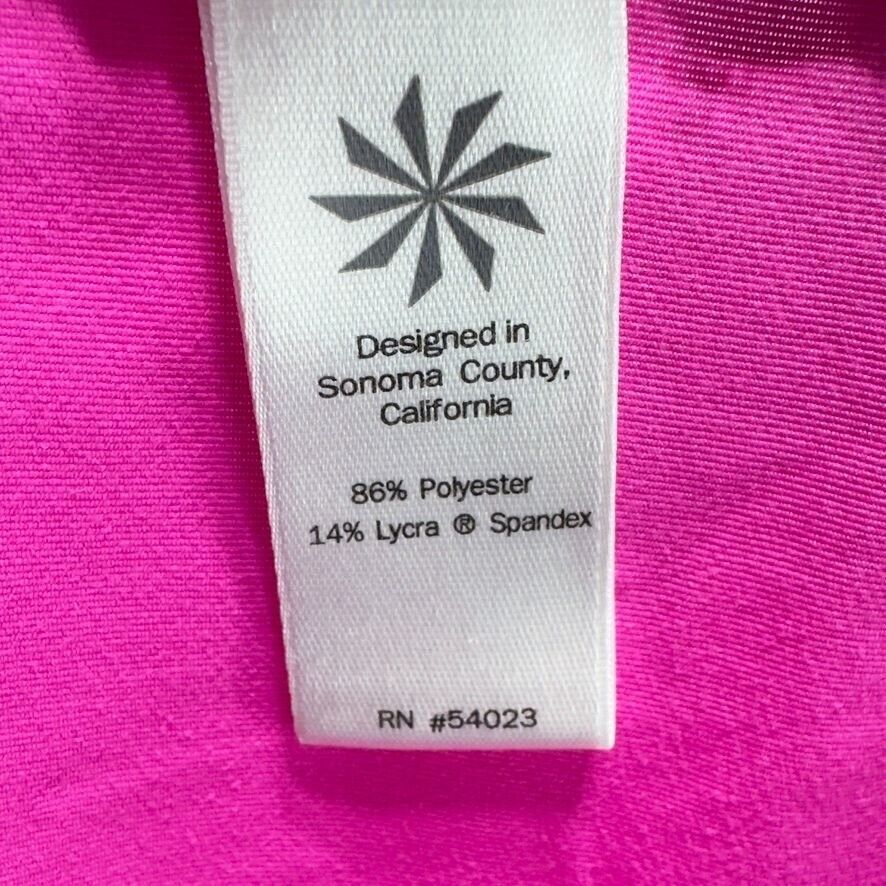 Designed in
Sonoma County,
California
86% Polyester
14% Lycra ® Spandex
RN #54023